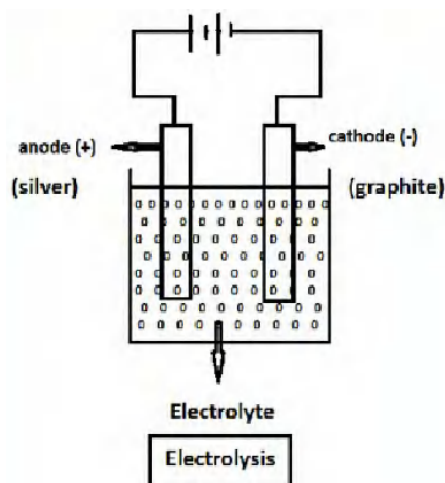 anode (+)
cathode (-)
(silver)
(graphite)
Electrolyte
Electrolysis